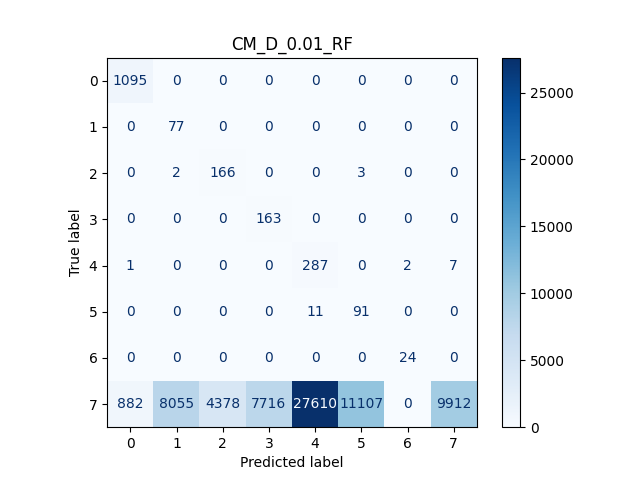 CM_D_0.01_RF
0 1095 0 0 0 0 0 0 0
1 0 77 0 0 0 0 0 0
2 0 2 166 0 0 3 0 0
3 0 0 0 163 0 0 0 0
4 1 0 0 0 287 0 2 7
5 0 0 0 0 11 91 0 0
6 0 0 0 0 0 0 24 0
7 882 8055 4378 7716 27610 11107 0 9912
0 1 2 3 4 5 6 7
Predicted label
True label
25000
20000
15000
10000
5000
0